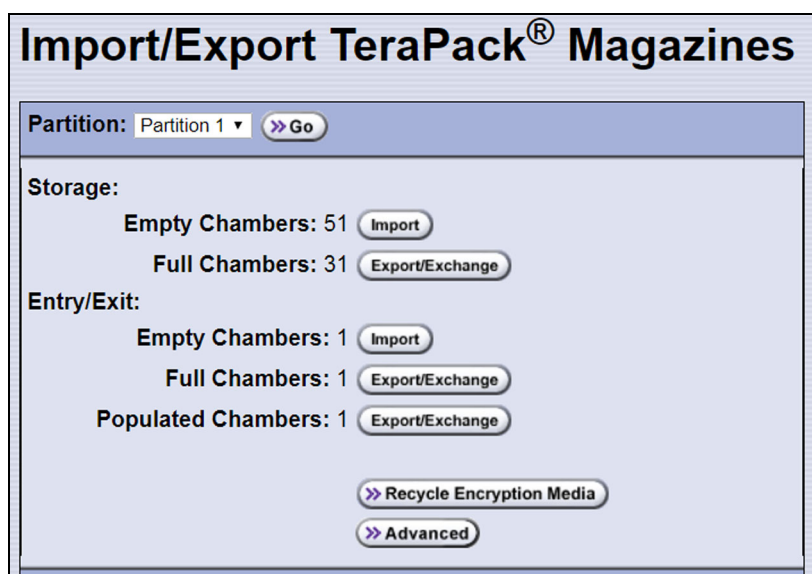 Import/Export TeraPack® Magazines
Partition: Partition 1 ▼ >> Go
Storage:
Empty Chambers: 51 Import
Full Chambers: 31 Export/Exchange
Entry/Exit:
Empty Chambers: 1 Import
Full Chambers: 1 Export/Exchange
Populated Chambers: 1 Export/Exchange
>> Recycle Encryption Media
>> Advanced